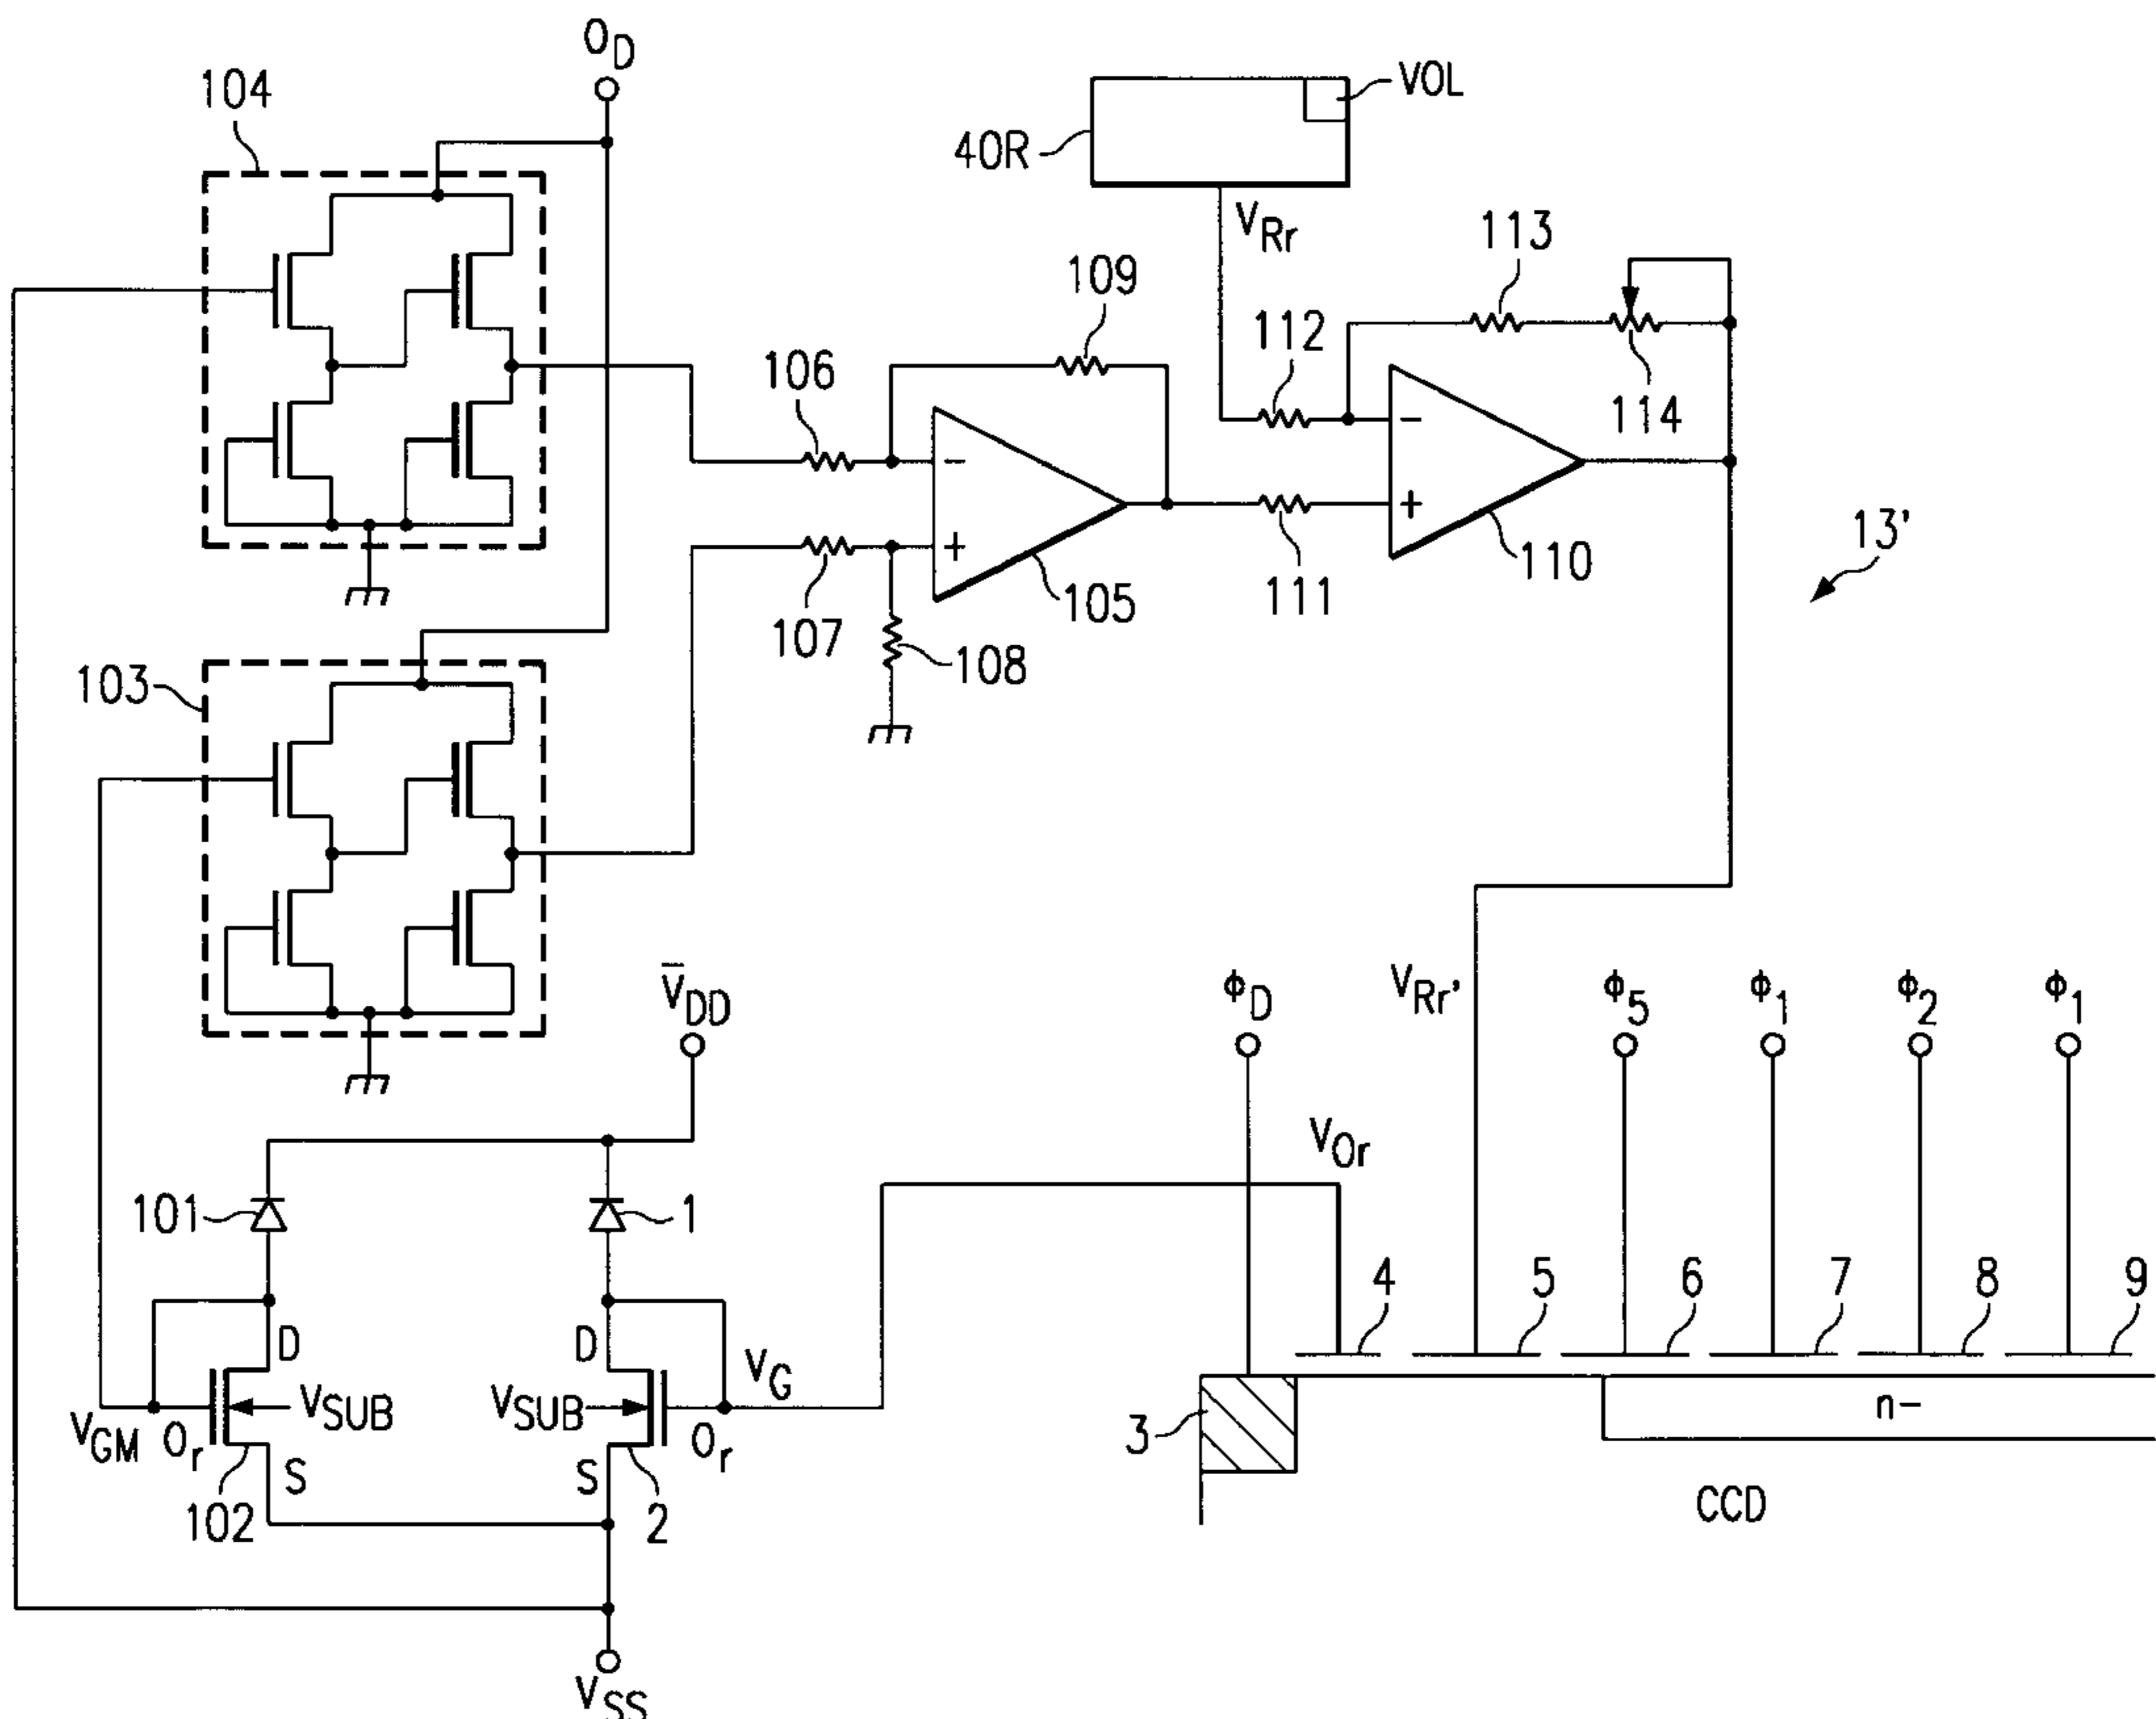 O_D
104
VOL
40R
V_Rr
113
109
112
106
114
-
-
+
+
13'
110
105
111
107
108
103
V̄_DD
ϕ_D
V_Rr'
ϕ_5
ϕ_1
ϕ_2
ϕ_1
V_Or
101
1
4
5
6
7
8
9
D
D
V_G
V_SUB
V_SUB
n-
3
V_GM
O_r
O_r
S
S
102
2
CCD
V_SS